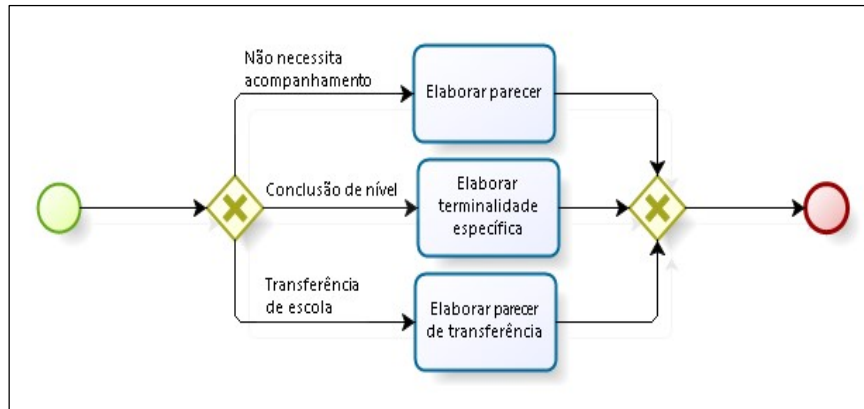 Não necessita
acompanhamento
Elaborar parecer
Conclusão de nível
Elaborar
terminalidade
específica
Transferência
de escola
Elaborar parecer
de transferência